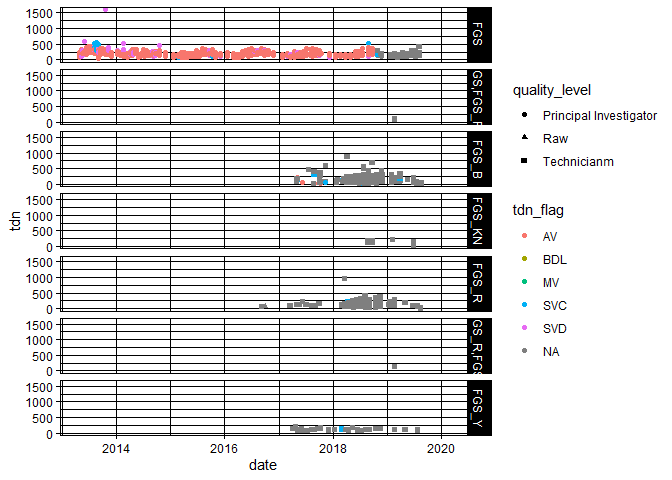 1500
1000
500
0
FGS
1500
1000
500
0
GS,FGS_
1500
1000
500
0
FGS_B
1500
1000
500
0
FGS_KN
1500
1000
500
0
FGS_R
1500
1000
500
0
GS_R,FGS
1500
1000
500
0
FGS_Y
2014
2016
2018
2020
date
tdn
quality_level
Principal Investigator
Raw
Technicianm
tdn_flag
AV
BDL
MV
SVC
SVD
NA